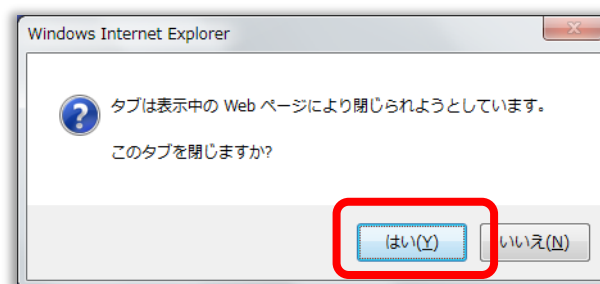 Windows Internet Explorer
タブは表示中の Web ページにより閉じられようとしています。
このタブを閉じますか?
はい(Y) いいえ(N)